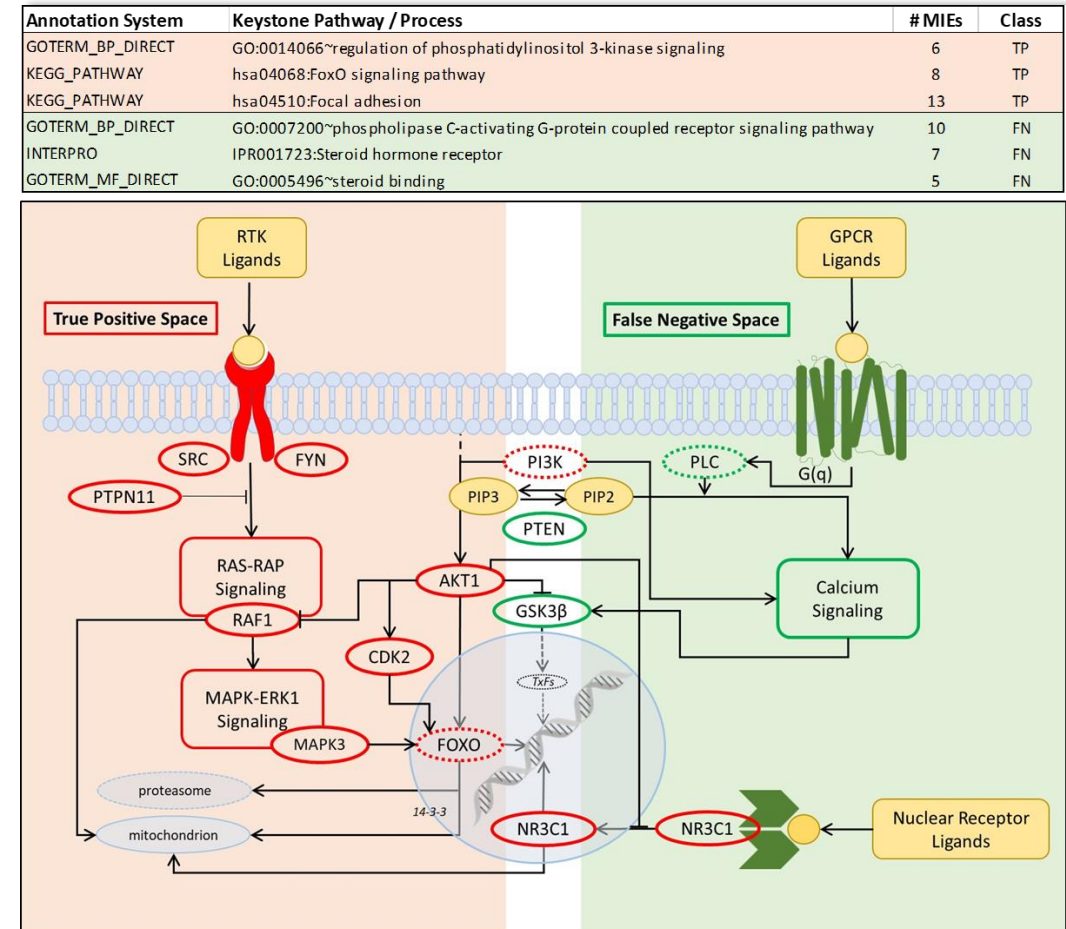 Annotation System Keystone Pathway / Process # MIEs Class
GOTERM_BP_DIRECT GO:0014066~regulation of phosphatidylinositol 3-kinase signaling 6 TP
KEGG_PATHWAY hsa04068:FoxO signaling pathway 8 TP
KEGG_PATHWAY hsa04510:Focal adhesion 13 TP
GOTERM_BP_DIRECT GO:0007200~phospholipase C-activating G-protein coupled receptor signaling pathway 10 FN
INTERPRO IPR001723:Steroid hormone receptor 7 FN
GOTERM_MF_DIRECT GO:0005496~steroid binding 5 FN
RTK
Ligands
GPCR
Ligands
True Positive Space
False Negative Space
SRC
FYN
PI3K
PLC
G(q)
PTPN11
PIP3
PIP2
PTEN
RAS-RAP
Signaling
AKT1
Calcium
Signaling
RAF1
GSK3β
CDK2
TxFs
MAPK-ERK1
Signaling
MAPK3
FOXO
proteasome
14-3-3
mitochondrion
NR3C1
NR3C1
Nuclear Receptor
Ligands